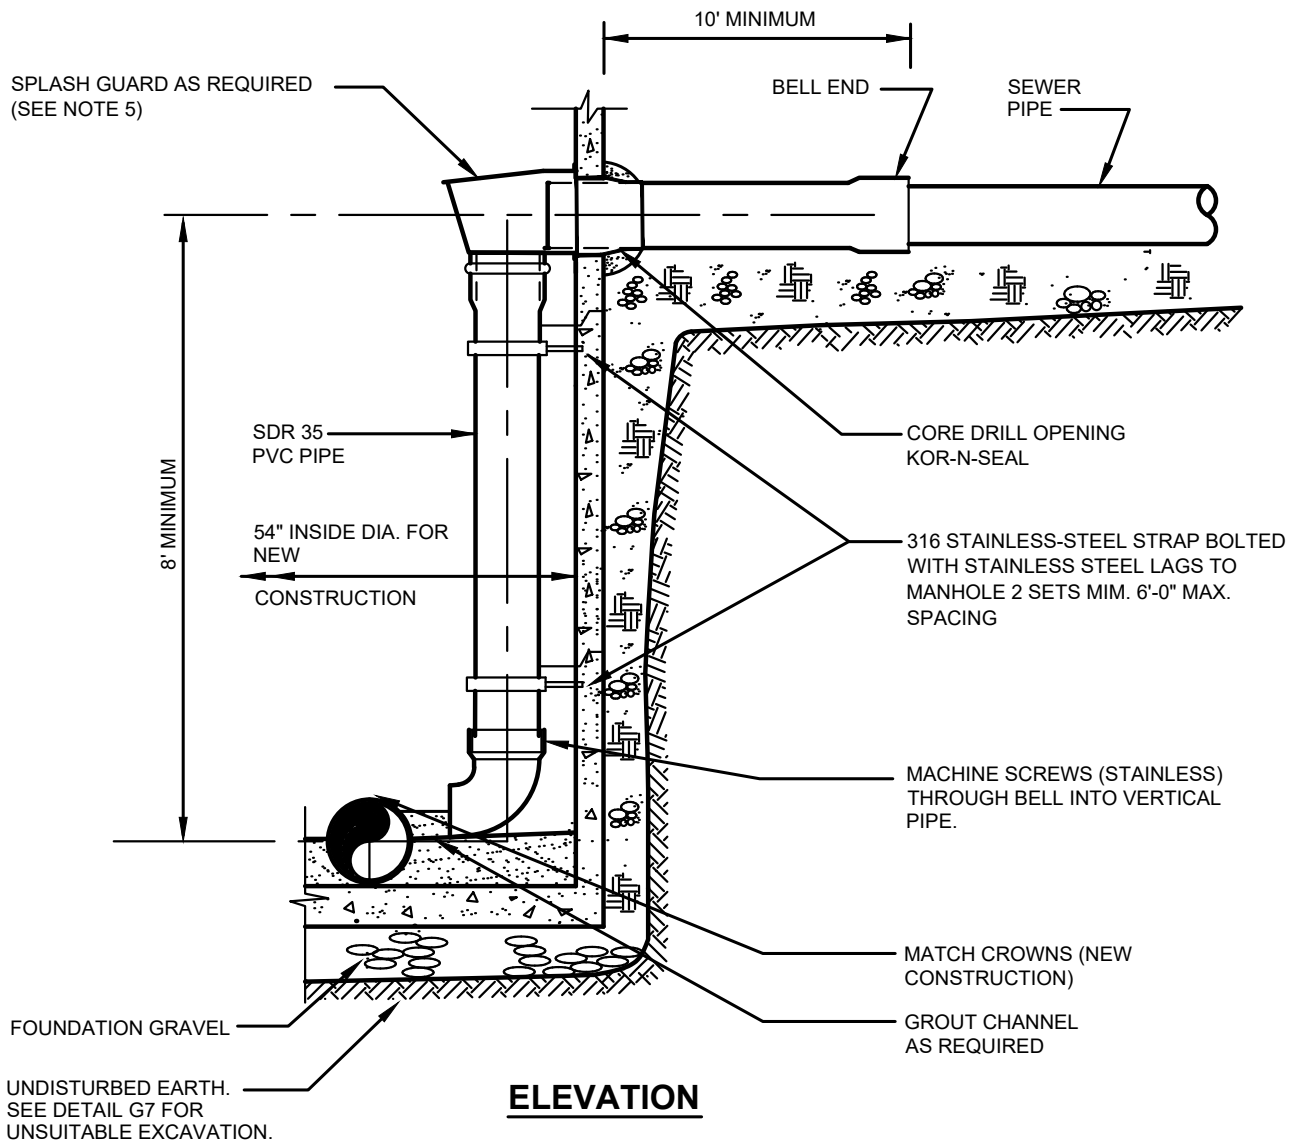 10' MINIMUM
SPLASH GUARD AS REQUIRED
(SEE NOTE 5)
BELL END
SEWER
PIPE
SDR 35
PVC PIPE
CORE DRILL OPENING
KOR-N-SEAL
8' MINIMUM
54" INSIDE DIA. FOR
NEW
CONSTRUCTION
316 STAINLESS-STEEL STRAP BOLTED
WITH STAINLESS STEEL LAGS TO
MANHOLE 2 SETS MIM. 6'-0" MAX.
SPACING
MACHINE SCREWS (STAINLESS)
THROUGH BELL INTO VERTICAL
PIPE.
MATCH CROWNS (NEW
CONSTRUCTION)
FOUNDATION GRAVEL
GROUT CHANNEL
AS REQUIRED
UNDISTURBED EARTH.
SEE DETAIL G7 FOR
UNSUITABLE EXCAVATION.
ELEVATION